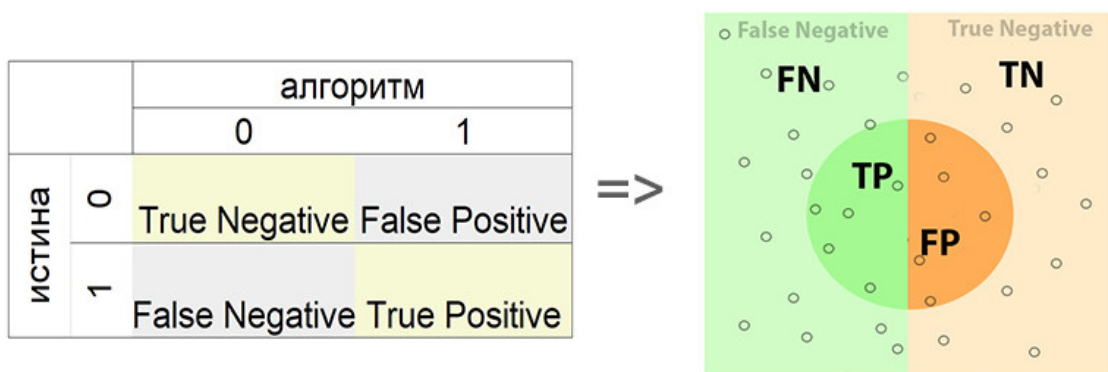 алгоритм
0 1
истина
0
True Negative False Positive
1
False Negative True Positive
=>
False Negative True Negative
FN TN
TP
FP